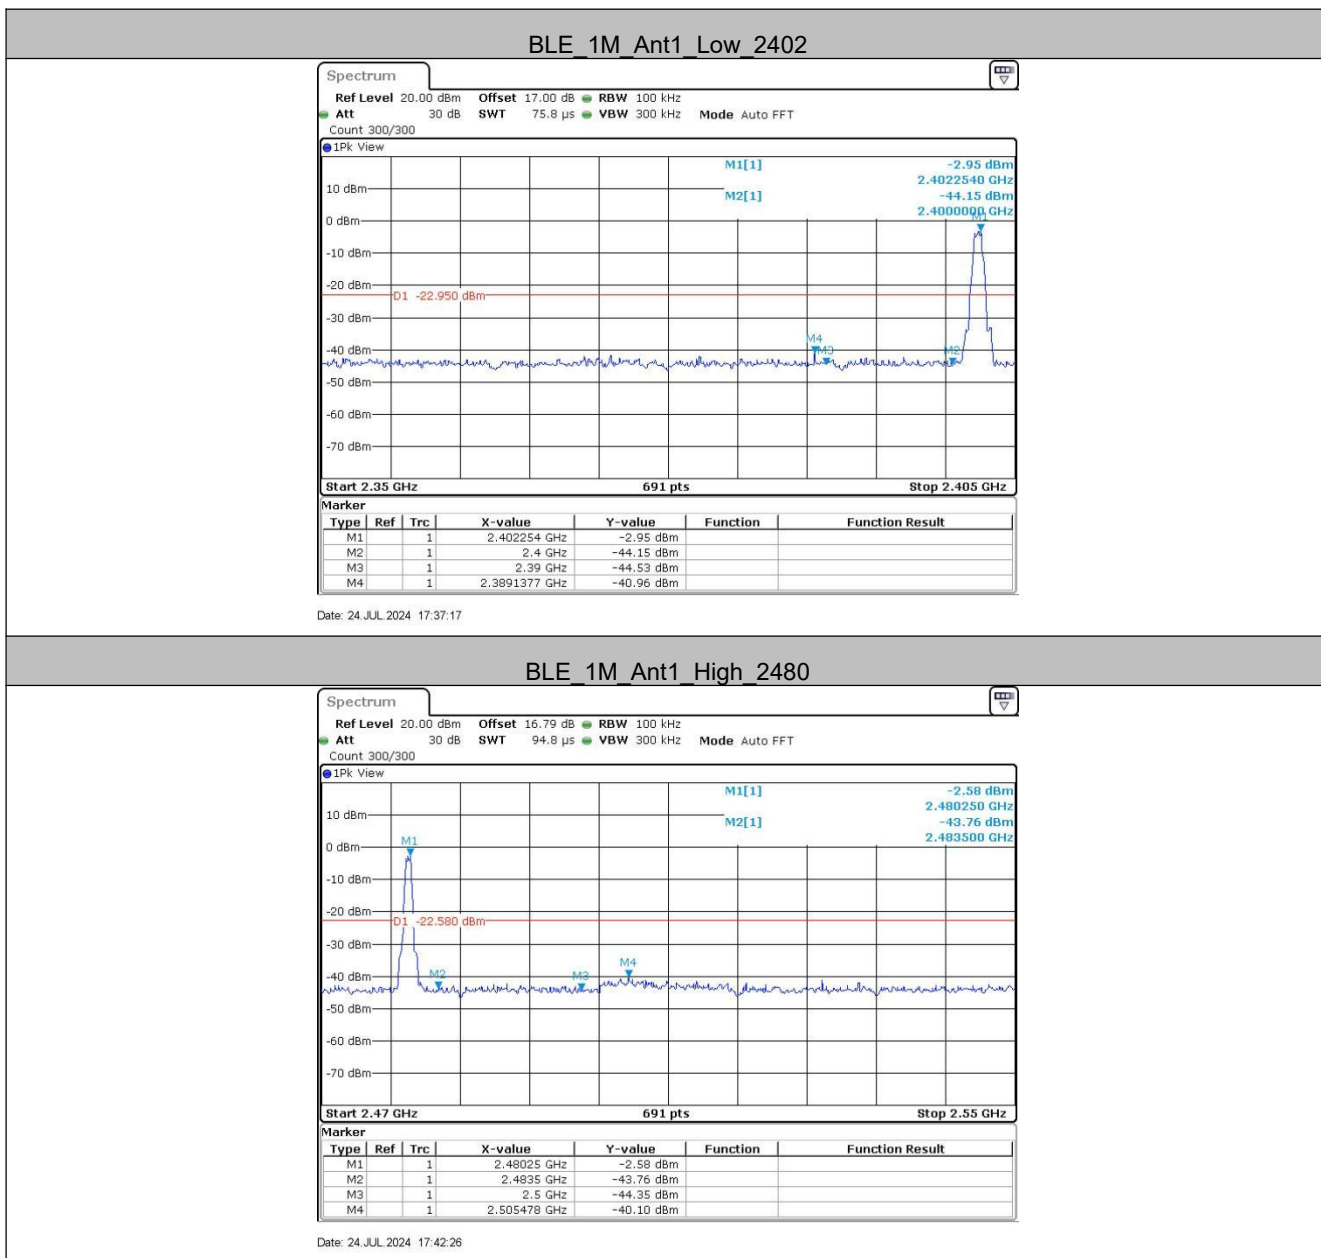 BLE_1M_Ant1_Low_2402
Spectrum
Ref Level 20.00 dBm Offset 17.00 dB RBW 100 kHz
Att 30 dB SWT 75.8 µs VBW 300 kHz Mode Auto FFT
Count 300/300
1Pk View
M1[1] -2.95 dBm
2.4022540 GHz
10 dBm
M2[1] -44.15 dBm
2.4000000 GHz
0 dBm
M1
-10 dBm
-20 dBm
D1 -22.950 dBm
-30 dBm
M4
-40 dBm
M3
M2
-50 dBm
-60 dBm
-70 dBm
Start 2.35 GHz 691 pts Stop 2.405 GHz
Marker
Type Ref Trc X-value Y-value Function Function Result
M1 1 2.402254 GHz -2.95 dBm
M2 1 2.4 GHz -44.15 dBm
M3 1 2.39 GHz -44.53 dBm
M4 1 2.3891377 GHz -40.96 dBm
Date: 24.JUL.2024 17:37:17
BLE_1M_Ant1_High_2480
Spectrum
Ref Level 20.00 dBm Offset 16.79 dB RBW 100 kHz
Att 30 dB SWT 94.8 µs VBW 300 kHz Mode Auto FFT
Count 300/300
1Pk View
M1[1] -2.58 dBm
2.480250 GHz
10 dBm
M2[1] -43.76 dBm
2.483500 GHz
M1
0 dBm
-10 dBm
-20 dBm
D1 -22.580 dBm
-30 dBm
M4
-40 dBm
M2
M3
-50 dBm
-60 dBm
-70 dBm
Start 2.47 GHz 691 pts Stop 2.55 GHz
Marker
Type Ref Trc X-value Y-value Function Function Result
M1 1 2.48025 GHz -2.58 dBm
M2 1 2.4835 GHz -43.76 dBm
M3 1 2.5 GHz -44.35 dBm
M4 1 2.505478 GHz -40.10 dBm
Date: 24.JUL.2024 17:42:26